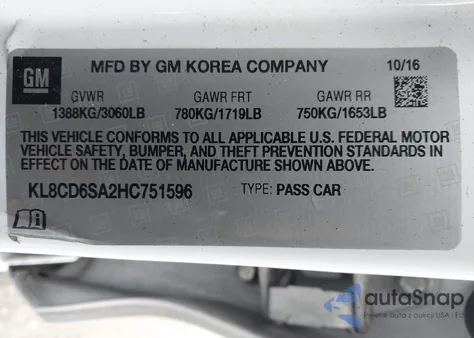 GM
MFD BY GM KOREA COMPANY
10/16
GVWR
GAWR FRT
GAWR RR
1388KG/3060LB
780KG/1719LB
750KG/1653LB
THIS VEHICLE CONFORMS TO ALL APPLICABLE U.S. FEDERAL MOTOR
VEHICLE SAFETY, BUMPER, AND THEFT PREVENTION STANDARDS IN
EFFECT ON THE DATE OF MANUFACTURE SHOWN ABOVE.
KL8CD6SA2HC751596
TYPE: PASS CAR
autoSnap